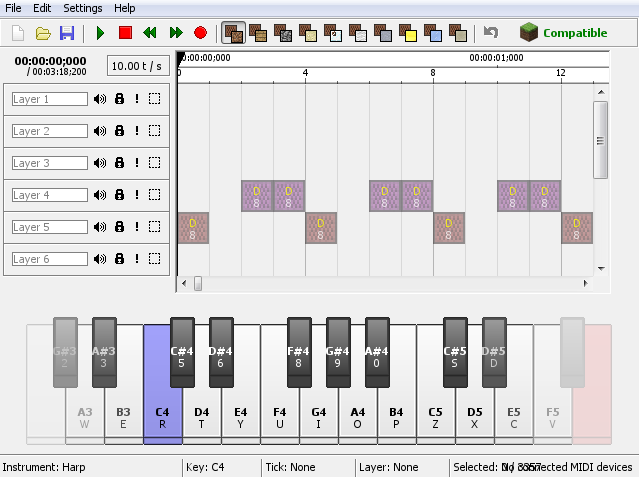 File Edit Settings Help
Compatible
00:00:00;000
/ 00:03:18;200
10.00 t / s
00:00:00;000 00:00:01;000
0 4 8 12
Layer 1
Layer 2
Layer 3
Layer 4
Layer 5
Layer 6
D D D D D D
8 8 8 8 8 8
D D D D
8 8 8 8
G#3 A#3 C#4 D#4 F#4 G#4 A#4 C#5 D#5
2 3 5 6 8 9 0 S D
A3 B3 C4 D4 E4 F4 G4 A4 B4 C5 D5 E5 F5
W E R T Y U I O P Z X C V
Instrument: Harp Key: C4 Tick: None Layer: None Selected: 0 / 3357 No connected MIDI devices